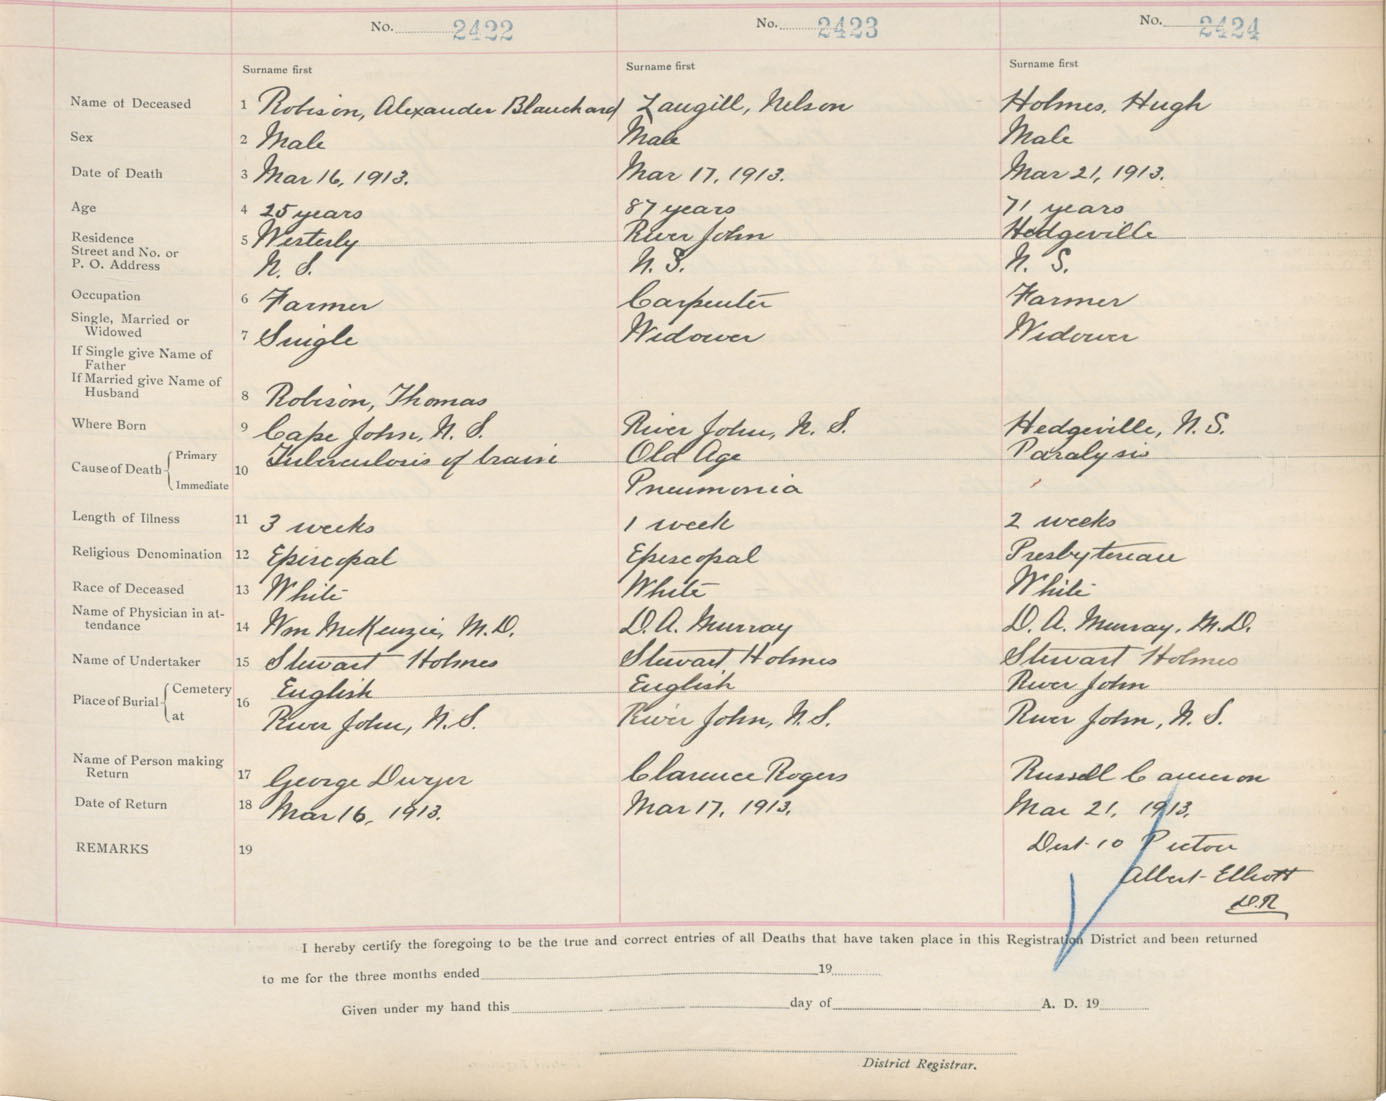 No. 2422 No. 2423 No. 2424
Surname first Surname first Surname first
Name of Deceased 1 Robison, Alexander Blanchard Langill, Nelson Holmes, Hugh
Sex 2 Male Male Male
Date of Death 3 Mar 16, 1913. Mar 17, 1913. Mar 21, 1913.
Age 4 25 years 87 years 71 years
Residence 5 Westerly River John Hedgeville
Street and No. or
P. O. Address N. S. N. S. N. S.
Occupation 6 Farmer Carpenter Farmer
Single, Married or
Widowed 7 Single Widower Widower
If Single give Name of
Father
If Married give Name of
Husband 8 Robison, Thomas
Where Born 9 Cape John, N. S. River John, N. S. Hedgeville, N. S.
Cause of Death Primary 10 Tuberculosis of brain Old Age Paralysis
Immediate Pneumonia
Length of Illness 11 3 weeks 1 week 2 weeks
Religious Denomination 12 Episcopal Episcopal Presbyterian
Race of Deceased 13 White White White
Name of Physician in at-
tendance 14 Wm McKenzie, M.D. D. A. Murray D. A. Murray, M.D.
Name of Undertaker 15 Stewart Holmes Stewart Holmes Stewart Holmes
Place of Burial Cemetery 16 English English River John
at River John, N. S. River John, N. S. River John, N. S.
Name of Person making
Return 17 George Dwyer Clarence Rogers Russell Cameron
Date of Return 18 Mar 16, 1913. Mar 17, 1913. Mar 21, 1913.
REMARKS 19 Dist 10 Pictou
Albert Elliott
D.R
I hereby certify the foregoing to be the true and correct entries of all Deaths that have taken place in this Registration District and been returned
to me for the three months ended 19
Given under my hand this day of A. D. 19
District Registrar.